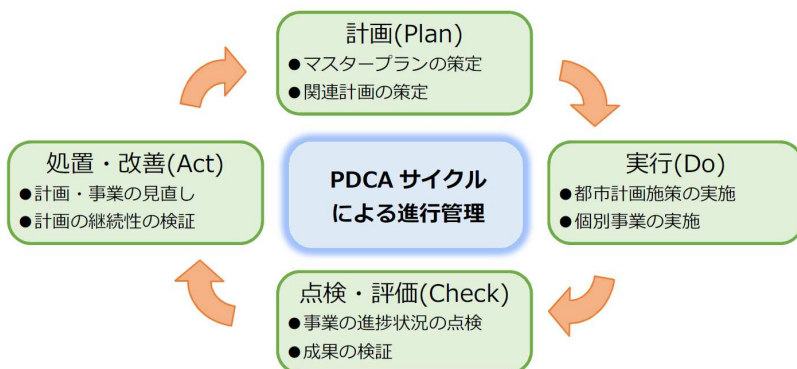 計画(Plan)
●マスタープランの策定
●関連計画の策定
処置・改善(Act)
●計画・事業の見直し
●計画の継続性の検証
PDCA サイクル
による進行管理
実行(Do)
●都市計画施策の実施
●個別事業の実施
点検・評価(Check)
●事業の進捗状況の点検
●成果の検証